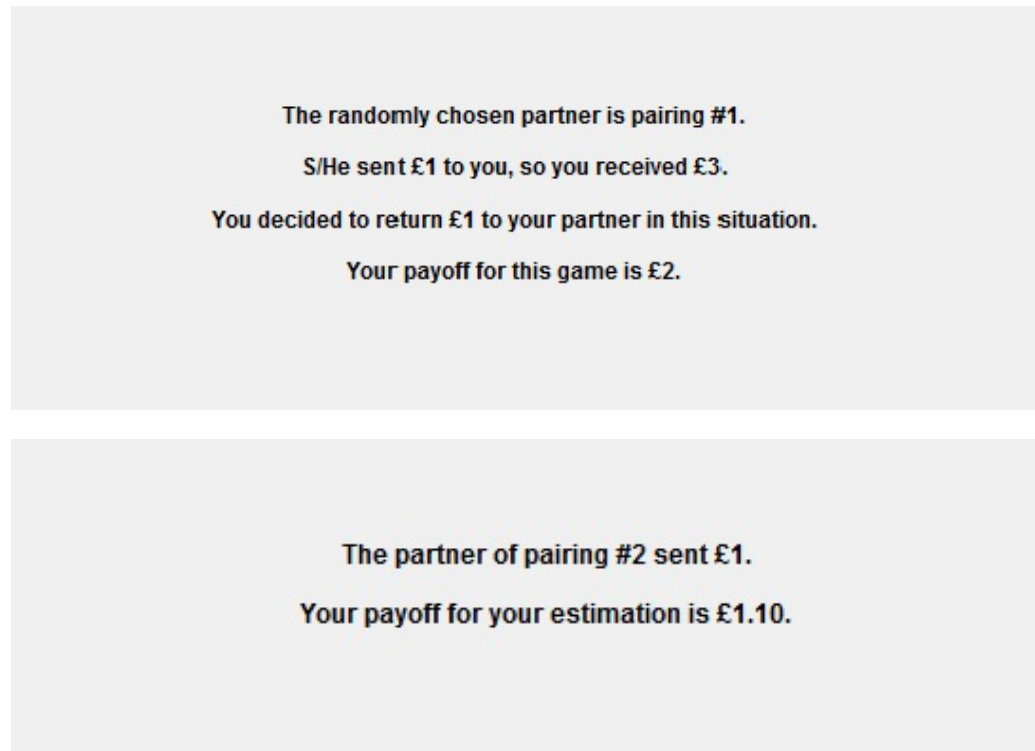 The randomly chosen partner is pairing #1.
S/He sent £1 to you, so you received £3.
You decided to return £1 to your partner in this situation.
Your payoff for this game is £2.
The partner of pairing #2 sent £1.
Your payoff for your estimation is £1.10.